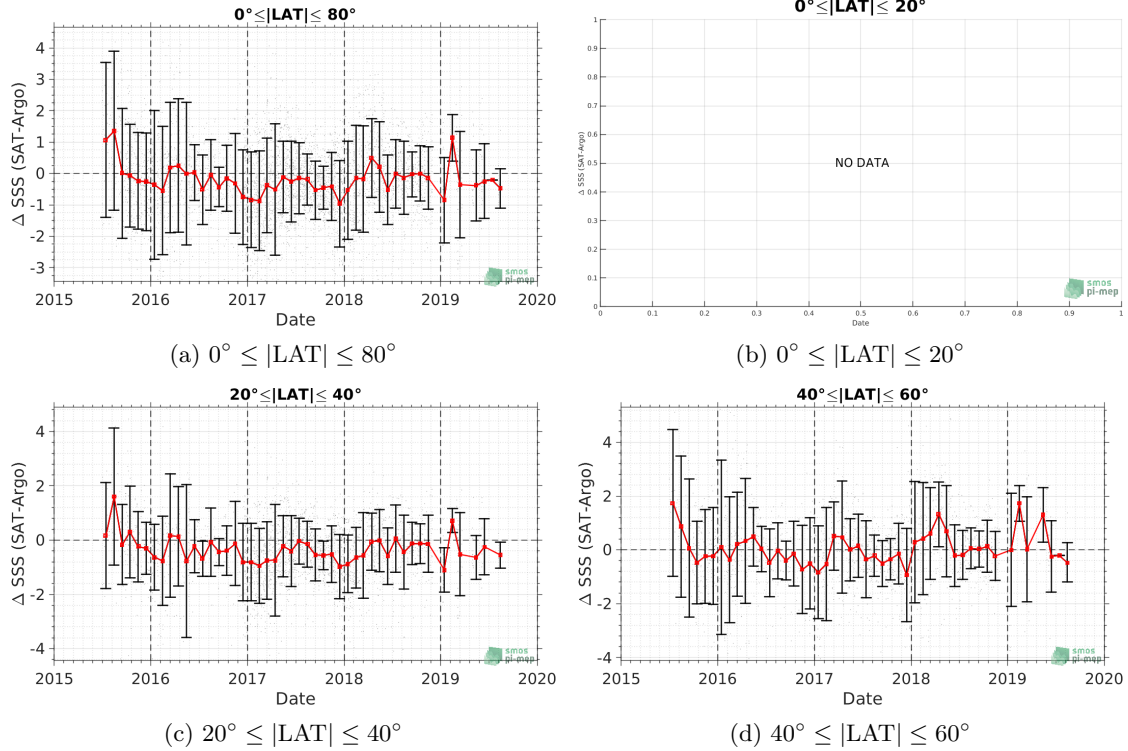 0°≤|LAT|≤ 80°
Δ SSS (SAT-Argo)
4
3
2
1
0
-1
-2
-3
2015 2016 2017 2018 2019 2020
Date
smos
pi-mep
(a) 0° ≤ |LAT| ≤ 80°
0°≤|LAT|≤ 20°
Δ SSS (SAT-Argo)
1
0.9
0.8
0.7
0.6
0.5
0.4
0.3
0.2
0.1
0
NO DATA
0 0.1 0.2 0.3 0.4 0.5 0.6 0.7 0.8 0.9 1
Date
smos
pi-mep
(b) 0° ≤ |LAT| ≤ 20°
20°≤|LAT|≤ 40°
Δ SSS (SAT-Argo)
4
2
0
-2
-4
2015 2016 2017 2018 2019 2020
Date
smos
pi-mep
(c) 20° ≤ |LAT| ≤ 40°
40°≤|LAT|≤ 60°
Δ SSS (SAT-Argo)
4
2
0
-2
-4
2015 2016 2017 2018 2019 2020
Date
smos
pi-mep
(d) 40° ≤ |LAT| ≤ 60°